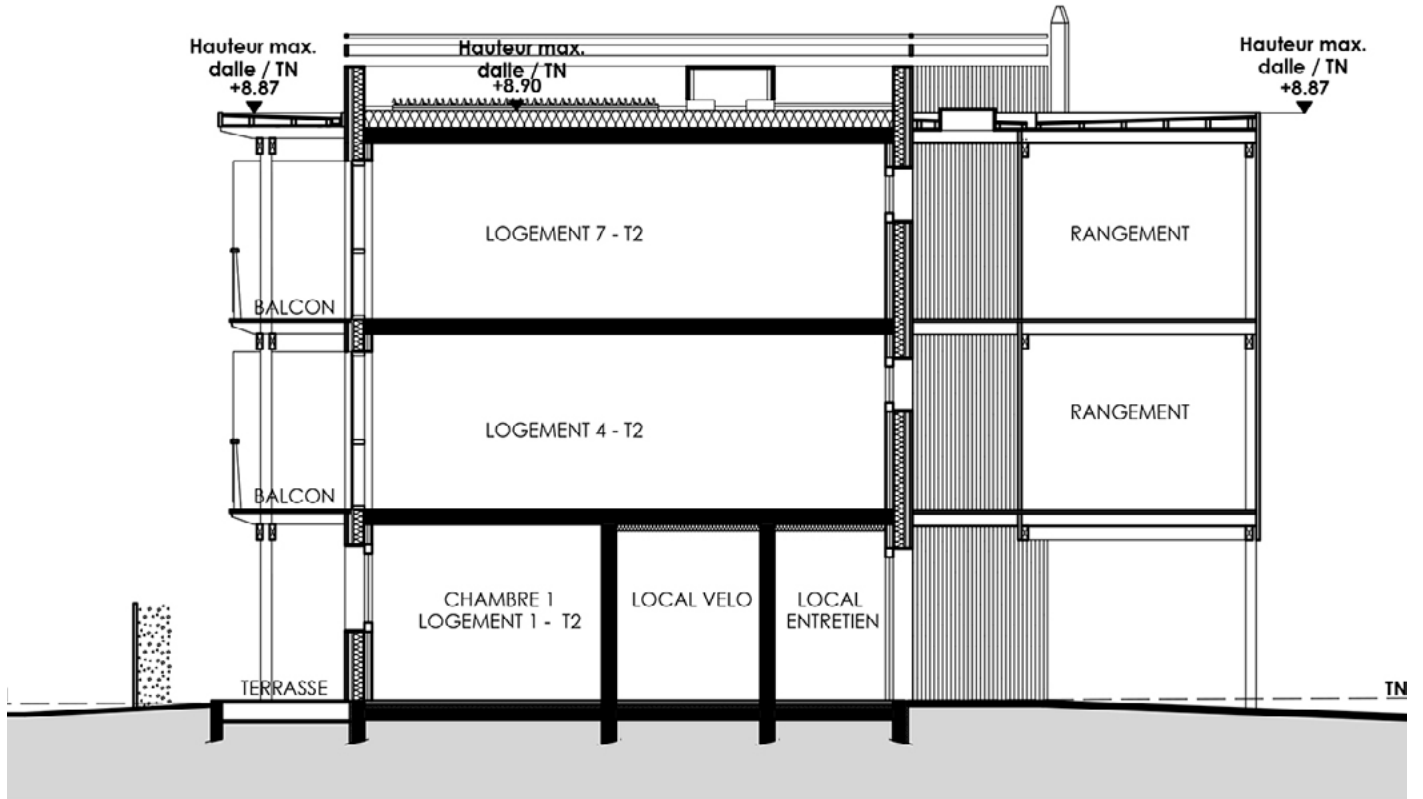 Hauteur max.
dalle / TN
+8.87
Hauteur max.
dalle / TN
+8.90
Hauteur max.
dalle / TN
+8.87
LOGEMENT 7 - T2
RANGEMENT
BALCON
LOGEMENT 4 - T2
RANGEMENT
BALCON
CHAMBRE 1
LOGEMENT 1 - T2
LOCAL VELO
LOCAL
ENTRETIEN
TERRASSE
TN